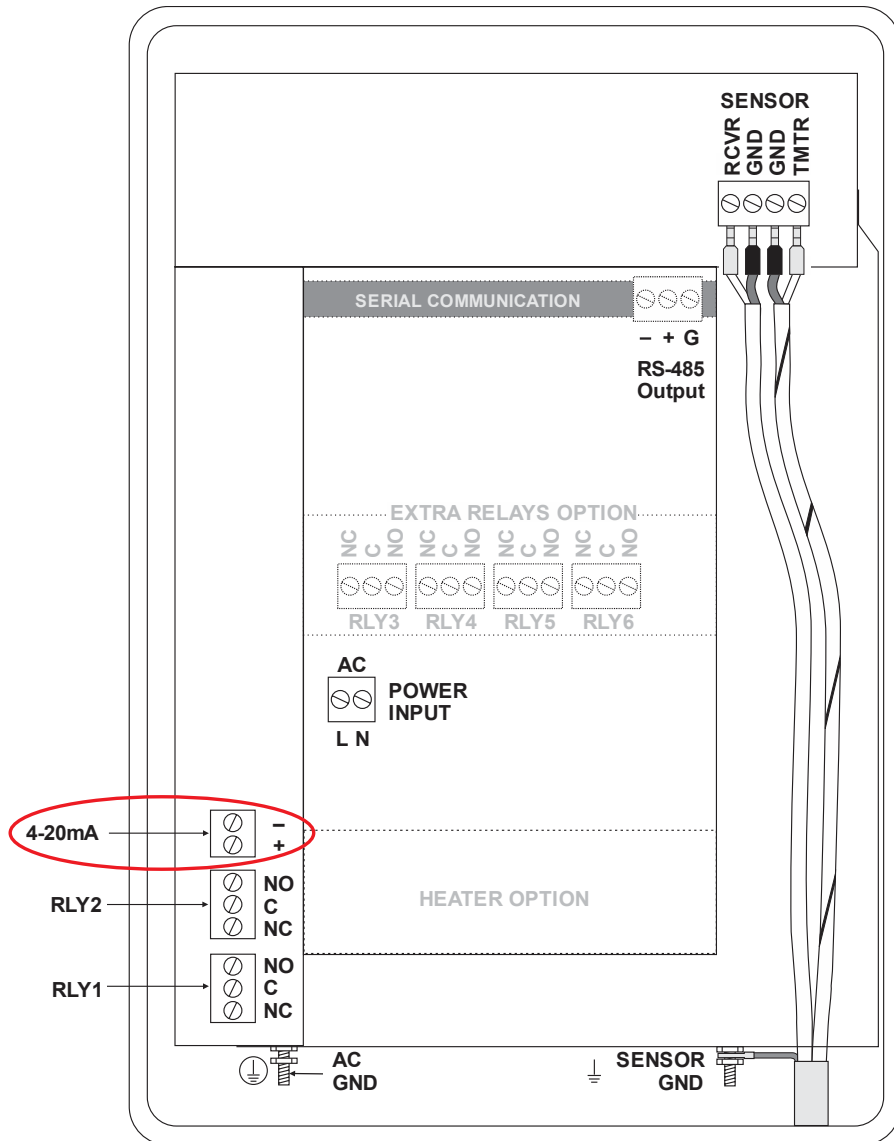 SENSOR
RCVR
GND
GND
TMTR
SERIAL COMMUNICATION
– + G
RS-485
Output
EXTRA RELAYS OPTION
NC C NO NC C NO NC C NO NC C NO
RLY3 RLY4 RLY5 RLY6
AC
POWER
INPUT
L N
4-20mA
–
+
RLY2
NO
C
NC
HEATER OPTION
RLY1
NO
C
NC
AC
GND
SENSOR
GND